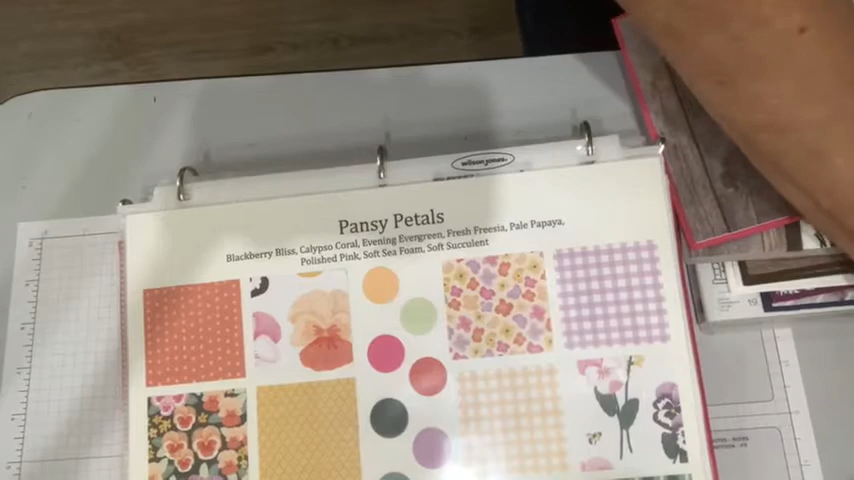 wilson jones
Pansy Petals
Blackberry Bliss, Calypso Coral, Evening Evergreen, Fresh Freesia, Pale Papaya,
Polished Pink, Soft Sea Foam, Soft Succulent